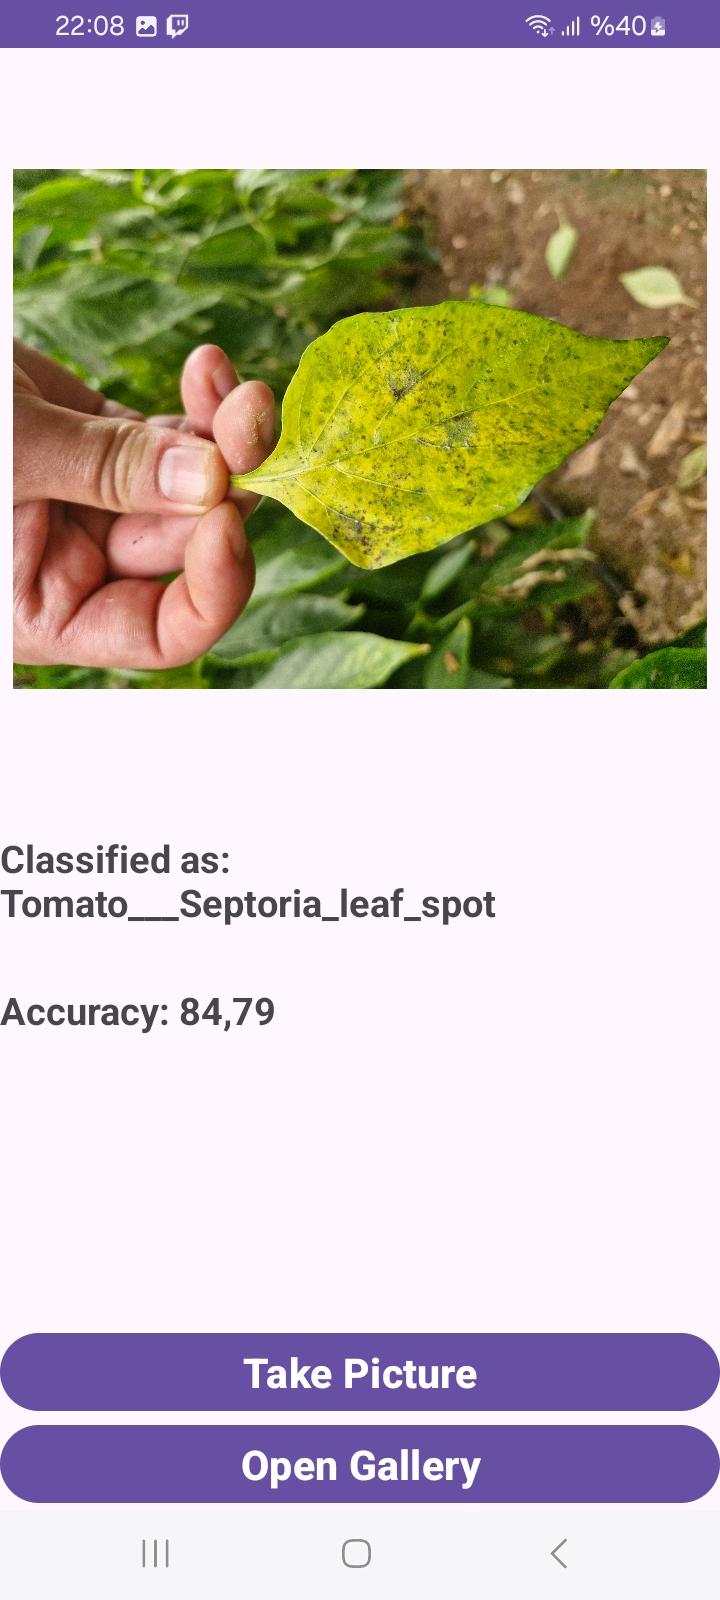 22:08 %40
Classified as:
Tomato___Septoria_leaf_spot
Accuracy: 84,79
Take Picture
Open Gallery